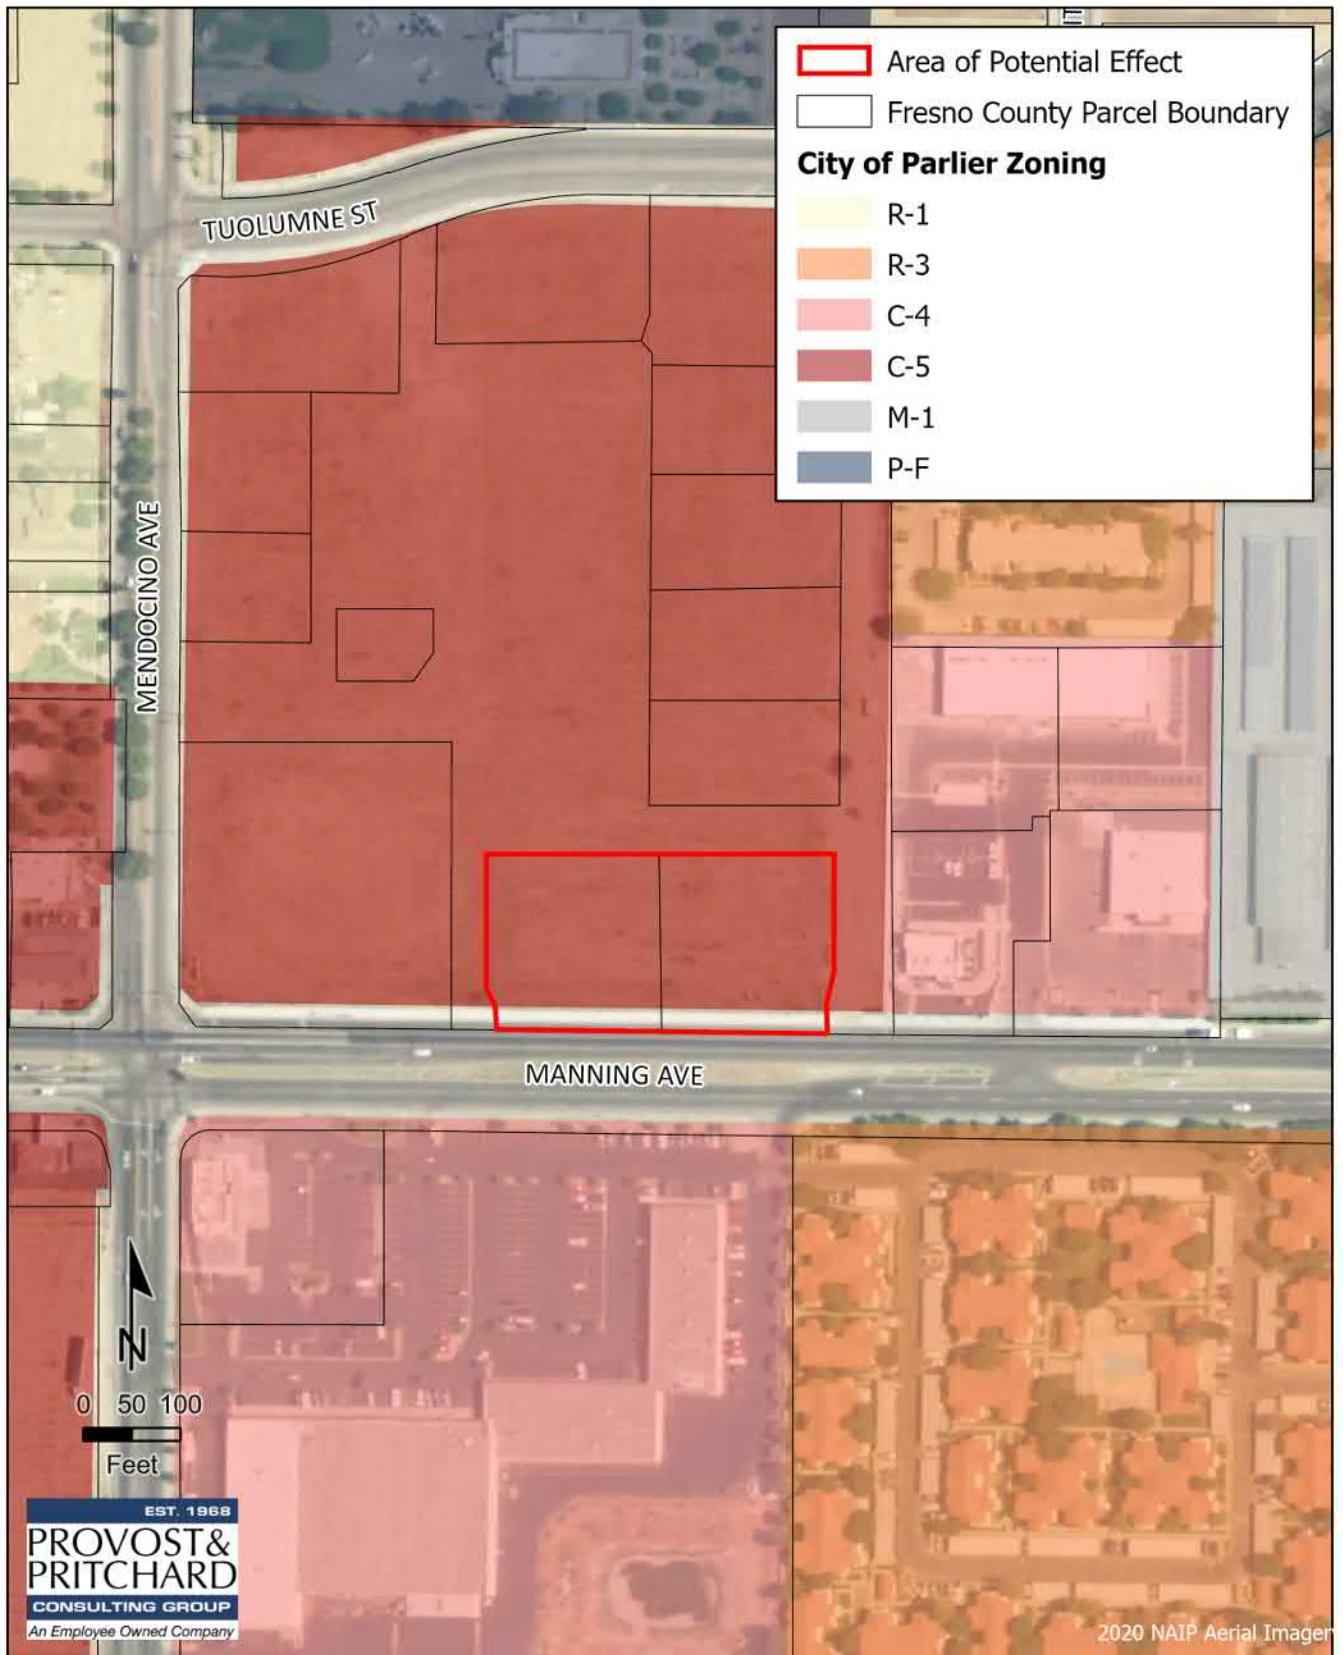 Area of Potential Effect
Fresno County Parcel Boundary
City of Parlier Zoning
R-1
R-3
C-4
C-5
M-1
P-F
TUOLUMNE ST
MENDOCINO AVE
MANNING AVE
N
0 50 100
Feet
EST. 1968
PROVOST&
PRITCHARD
CONSULTING GROUP
An Employee Owned Company
2020 NAIP Aerial Imager